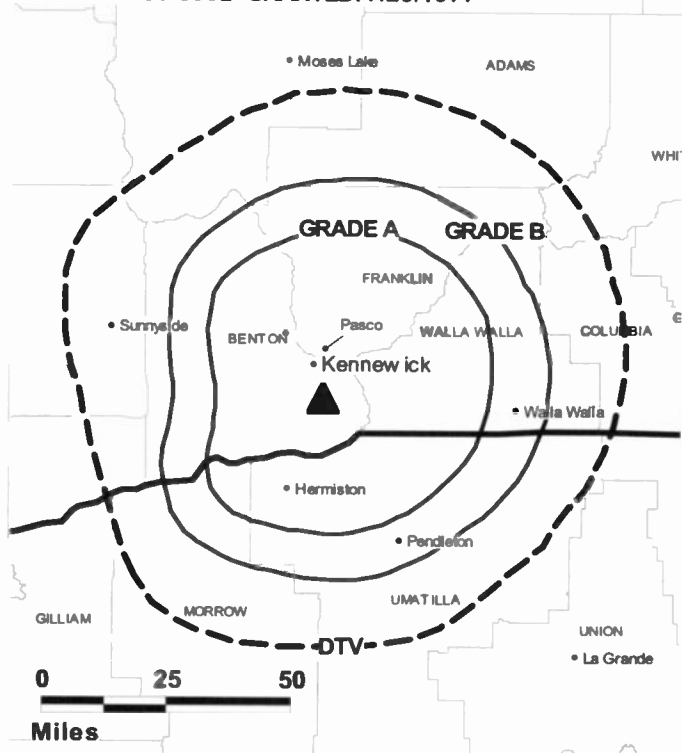 Moses Lake
ADAMS
WHI
GRADE A
GRADE B
FRANKLIN
Sunnyside
BENTON
Pasco
WALLA WALLA
COLUMBIA
Kennewick
Walla Walla
Hermiston
Pendleton
UMATILLA
MORROW
GILLIAM
UNION
DTV
La Grande
0 25 50
Miles